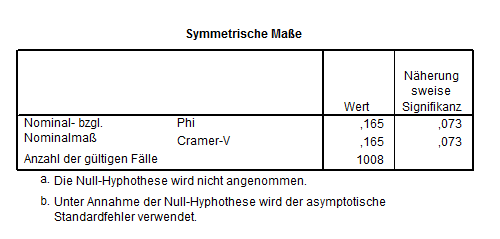 Symmetrische Maße
Näherung
sweise
Wert Signifikanz
Nominal- bzgl. Phi ,165 ,073
Nominalmaß Cramer-V ,165 ,073
Anzahl der gültigen Fälle 1008
a. Die Null-Hyphothese wird nicht angenommen.
b. Unter Annahme der Null-Hyphothese wird der asymptotische
Standardfehler verwendet.